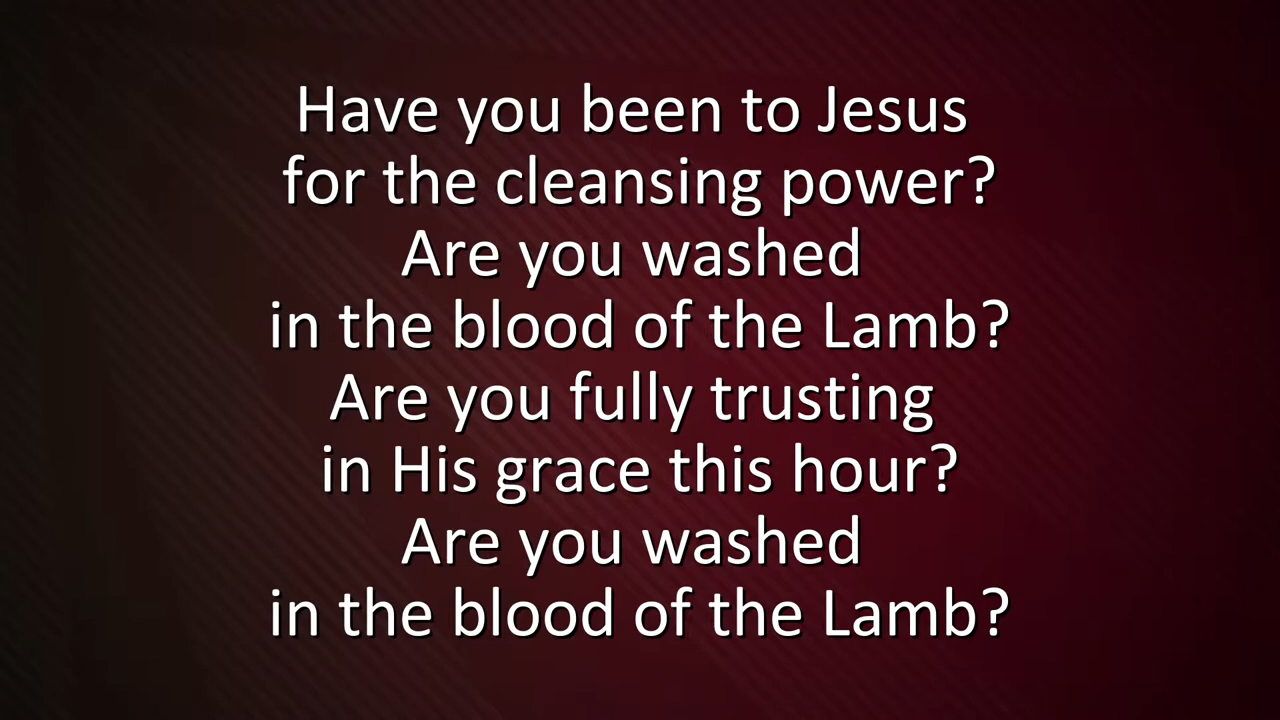 Have you been to Jesus
for the cleansing power?
Are you washed
in the blood of the Lamb?
Are you fully trusting
in His grace this hour?
Are you washed
in the blood of the Lamb?